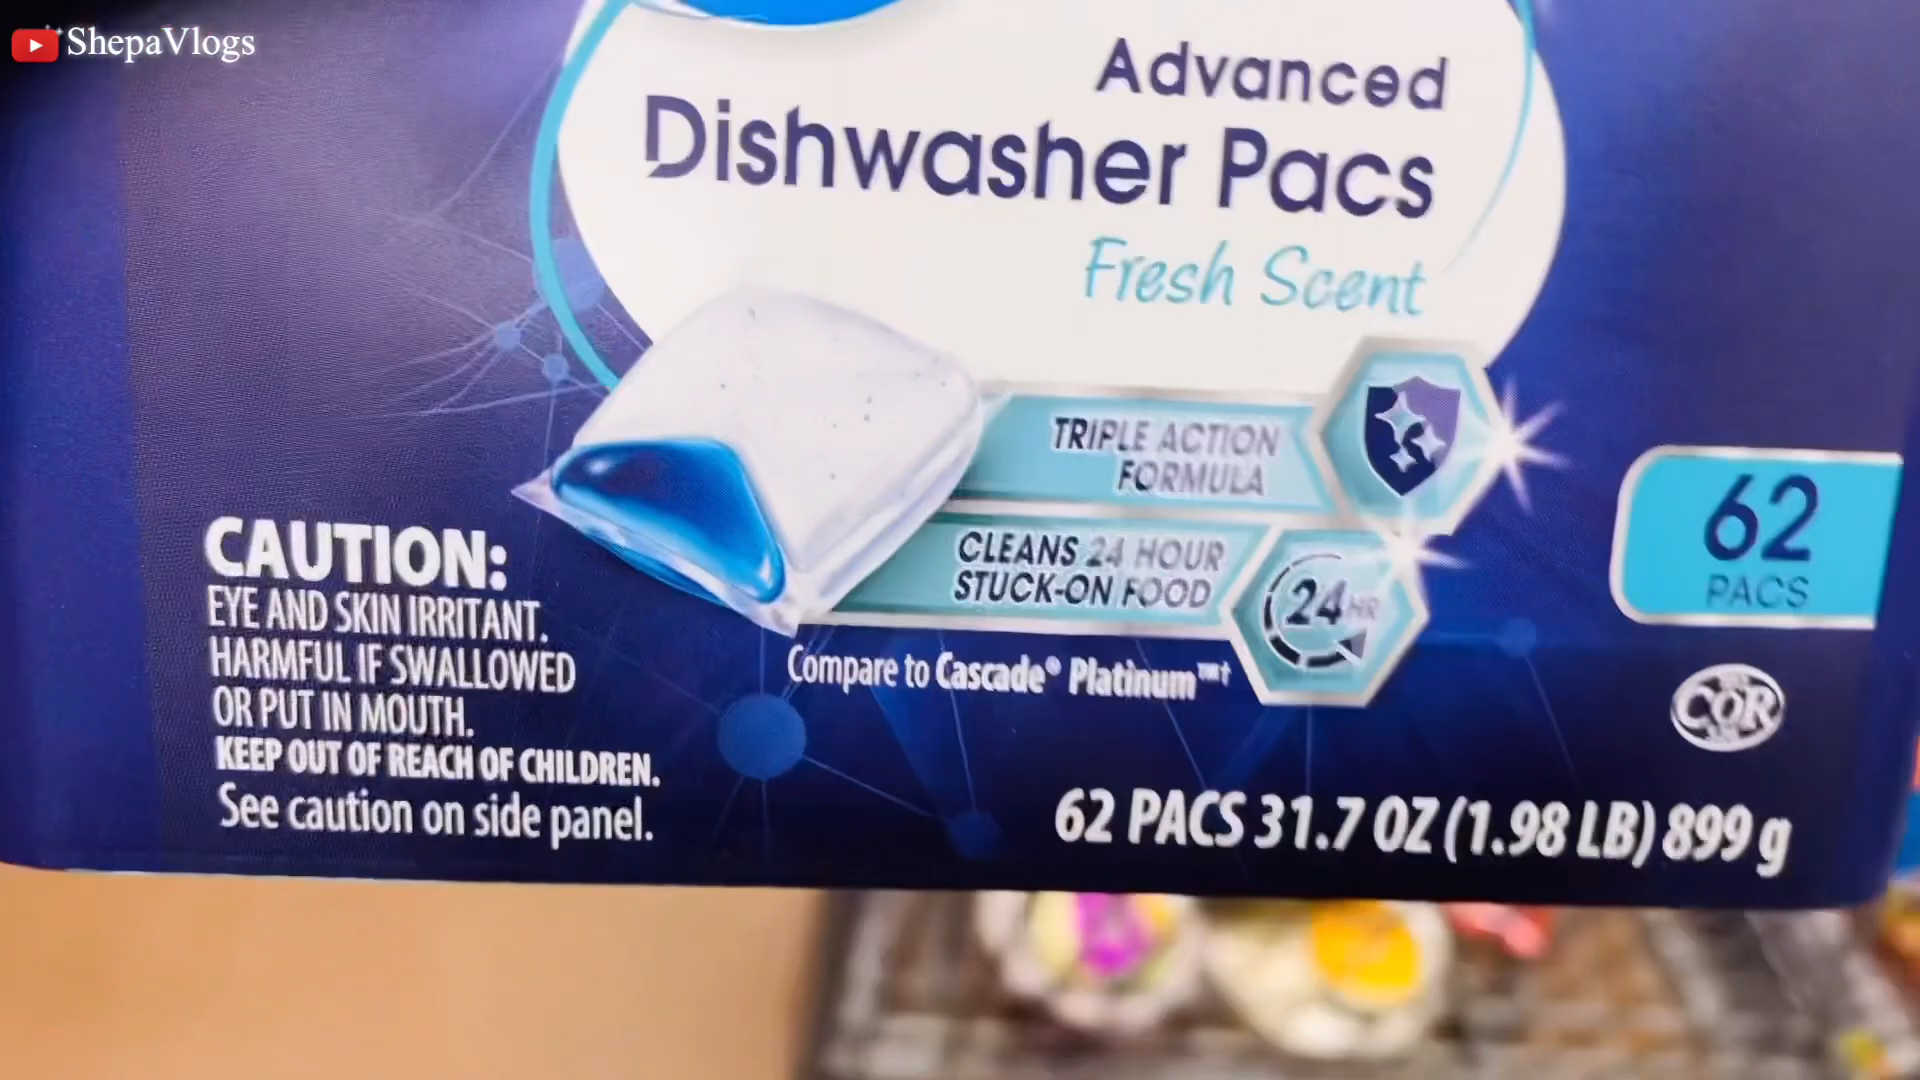 ShepaVlogs
Advanced
Dishwasher Pacs
Fresh Scent
TRIPLE ACTION
FORMULA
CLEANS 24 HOUR
STUCK-ON FOOD
24HR
Compare to Cascade® Platinum™†
62
PACS
CAUTION:
EYE AND SKIN IRRITANT.
HARMFUL IF SWALLOWED
OR PUT IN MOUTH.
KEEP OUT OF REACH OF CHILDREN.
See caution on side panel.
COR
62 PACS 31.7 OZ (1.98 LB) 899 g